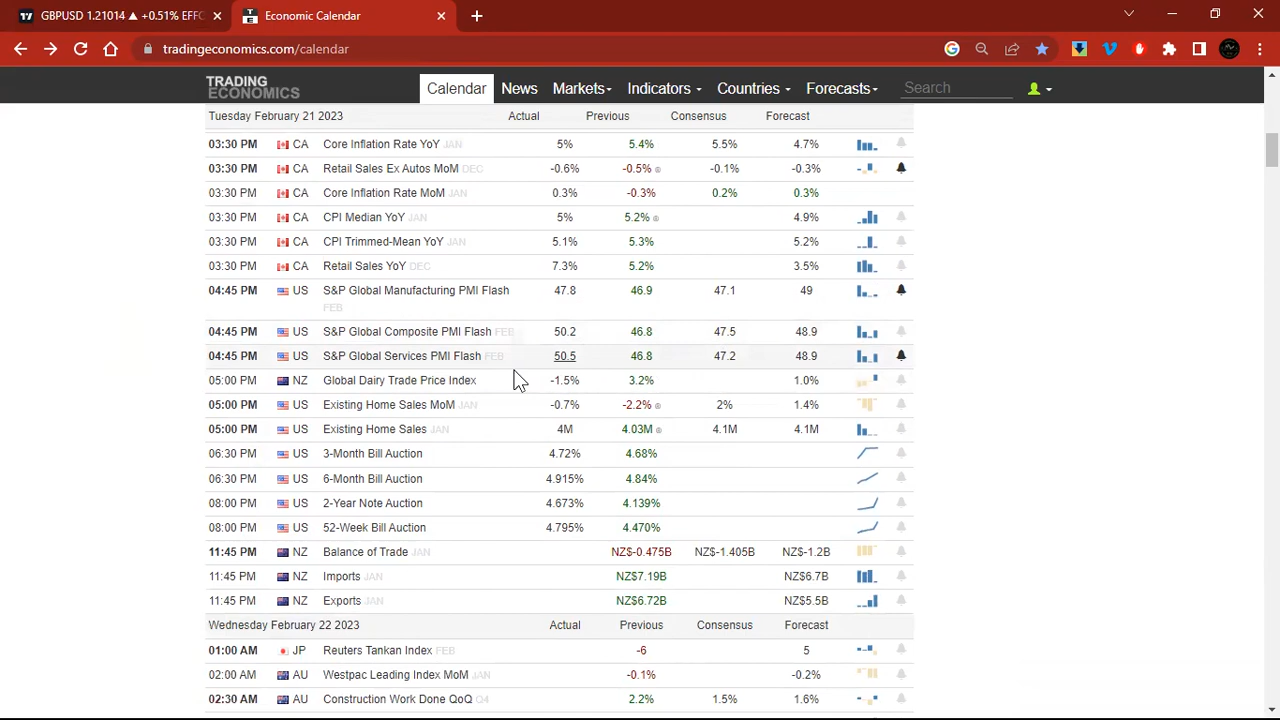 GBPUSD 1.21014 ▲ +0.51% EFFC
Economic Calendar
tradingeconomics.com/calendar
TRADING ECONOMICS
Calendar News Markets Indicators Countries Forecasts Search
Tuesday February 21 2023 Actual Previous Consensus Forecast
03:30 PM CA Core Inflation Rate YoY JAN 5% 5.4% 5.5% 4.7%
03:30 PM CA Retail Sales Ex Autos MoM DEC -0.6% -0.5% ® -0.1% -0.3%
03:30 PM CA Core Inflation Rate MoM JAN 0.3% -0.3% 0.2% 0.3%
03:30 PM CA CPI Median YoY JAN 5% 5.2% ® 4.9%
03:30 PM CA CPI Trimmed-Mean YoY JAN 5.1% 5.3% 5.2%
03:30 PM CA Retail Sales YoY DEC 7.3% 5.2% 3.5%
04:45 PM US S&P Global Manufacturing PMI Flash FEB 47.8 46.9 47.1 49
04:45 PM US S&P Global Composite PMI Flash FEB 50.2 46.8 47.5 48.9
04:45 PM US S&P Global Services PMI Flash FEB 50.5 46.8 47.2 48.9
05:00 PM NZ Global Dairy Trade Price Index -1.5% 3.2% 1.0%
05:00 PM US Existing Home Sales MoM JAN -0.7% -2.2% ® 2% 1.4%
05:00 PM US Existing Home Sales JAN 4M 4.03M ® 4.1M 4.1M
06:30 PM US 3-Month Bill Auction 4.72% 4.68%
06:30 PM US 6-Month Bill Auction 4.915% 4.84%
08:00 PM US 2-Year Note Auction 4.673% 4.139%
08:00 PM US 52-Week Bill Auction 4.795% 4.470%
11:45 PM NZ Balance of Trade JAN NZ$-0.475B NZ$-1.405B NZ$-1.2B
11:45 PM NZ Imports JAN NZ$7.19B NZ$6.7B
11:45 PM NZ Exports JAN NZ$6.72B NZ$5.5B
Wednesday February 22 2023 Actual Previous Consensus Forecast
01:00 AM JP Reuters Tankan Index FEB -6 5
02:00 AM AU Westpac Leading Index MoM JAN -0.1% -0.2%
02:30 AM AU Construction Work Done QoQ Q4 2.2% 1.5% 1.6%